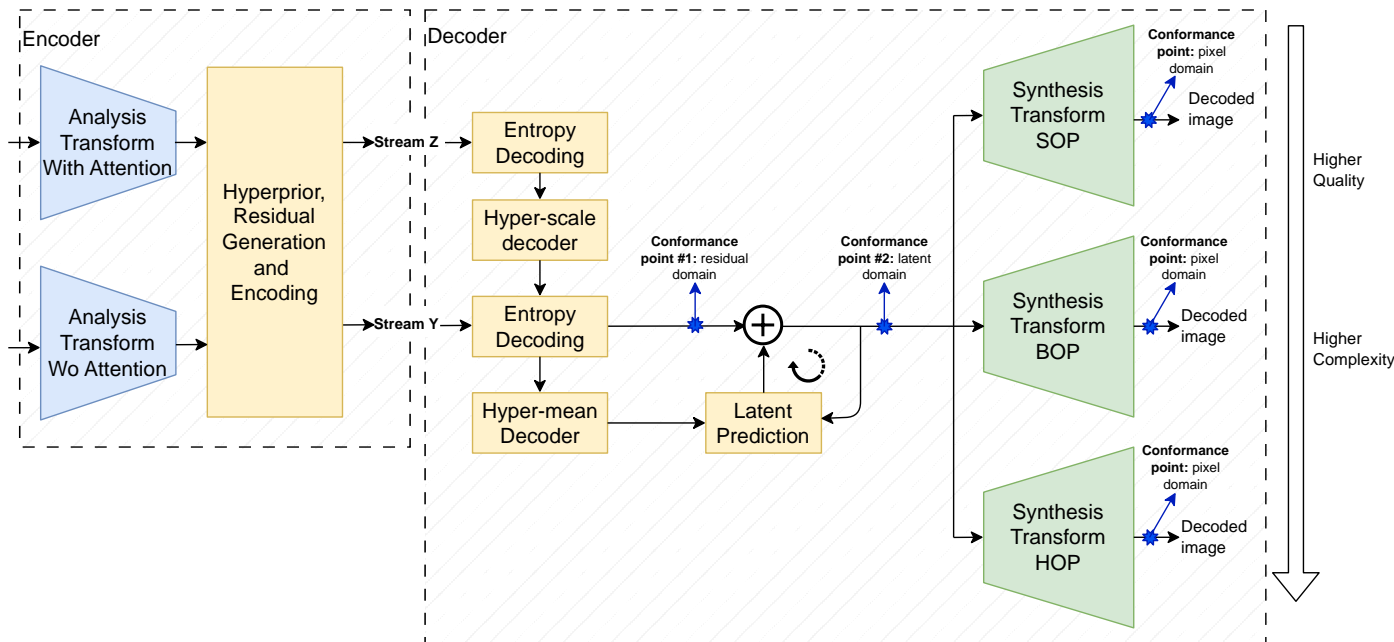 Encoder
Analysis
Transform
With Attention
Analysis
Transform
Wo Attention
Hyperprior,
Residual
Generation
and
Encoding
Stream Z
Stream Y
Decoder
Entropy
Decoding
Hyper-scale
decoder
Entropy
Decoding
Hyper-mean
Decoder
Conformance
point #1: residual
domain
Latent
Prediction
Conformance
point #2: latent
domain
Synthesis
Transform
SOP
Conformance
point: pixel
domain
Decoded
image
Synthesis
Transform
BOP
Conformance
point: pixel
domain
Decoded
image
Synthesis
Transform
HOP
Conformance
point: pixel
domain
Decoded
image
Higher
Quality
Higher
Complexity